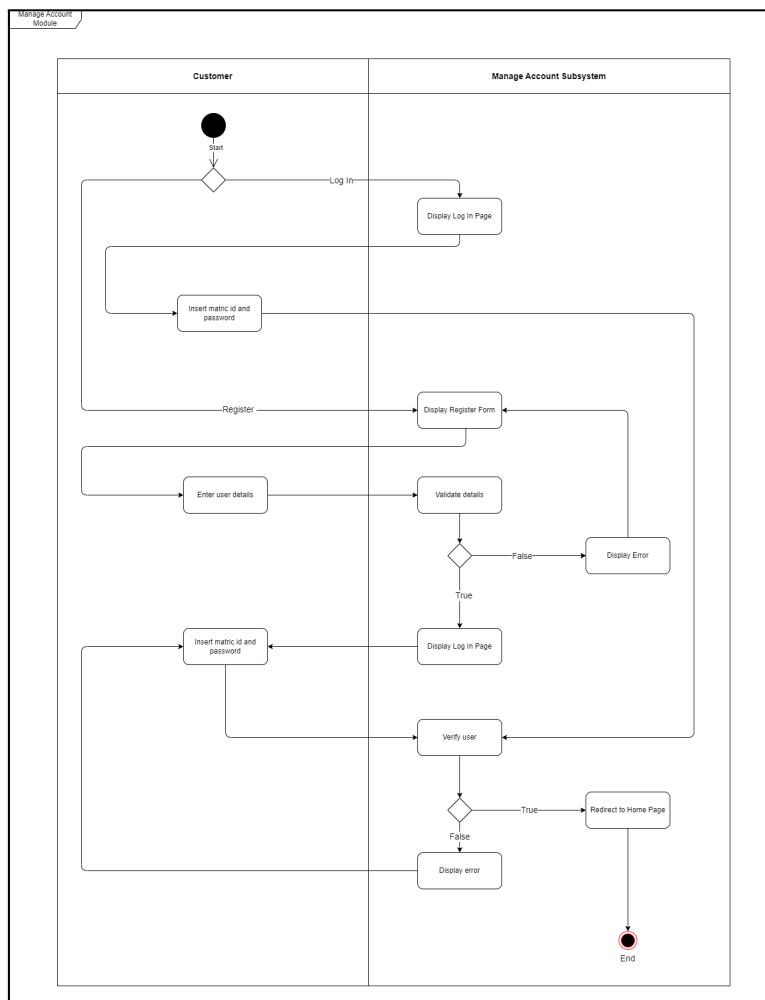 Manage Account
Module
Customer
Manage Account Subsystem
Start
Log In
Display Log In Page
Insert matric id and
password
Register
Display Register Form
Enter user details
Validate details
False
Display Error
True
Insert matric id and
password
Display Log In Page
Verify user
True
Redirect to Home Page
False
Display error
End